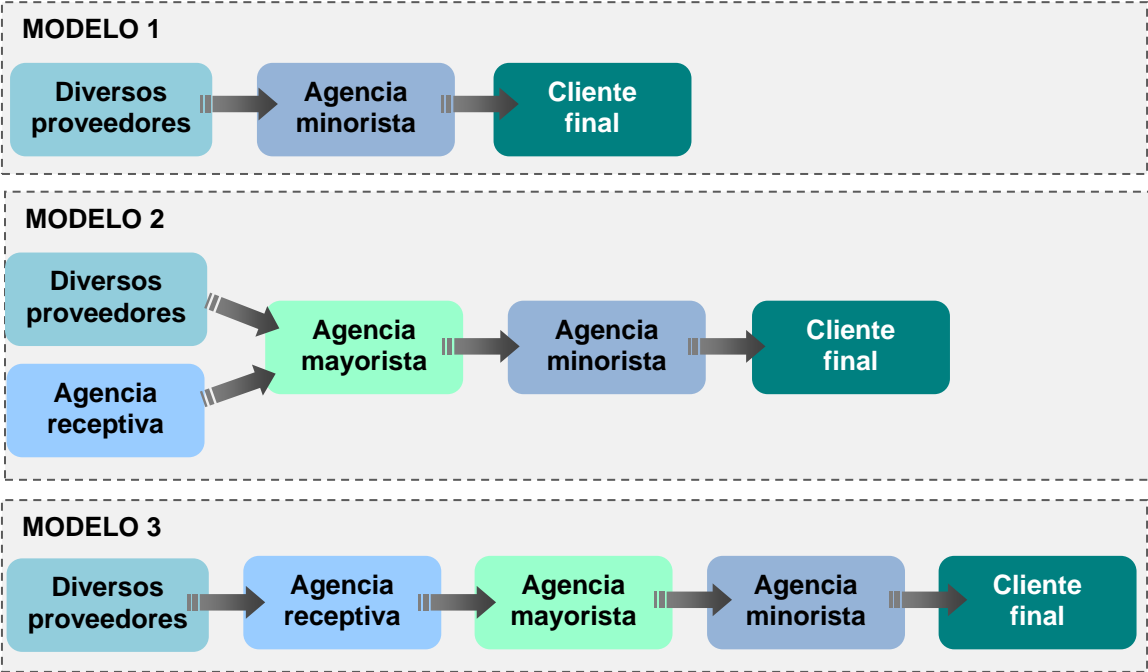 MODELO 1
Diversos
proveedores
Agencia
minorista
Cliente
final
MODELO 2
Diversos
proveedores
Agencia
receptiva
Agencia
mayorista
Agencia
minorista
Cliente
final
MODELO 3
Diversos
proveedores
Agencia
receptiva
Agencia
mayorista
Agencia
minorista
Cliente
final